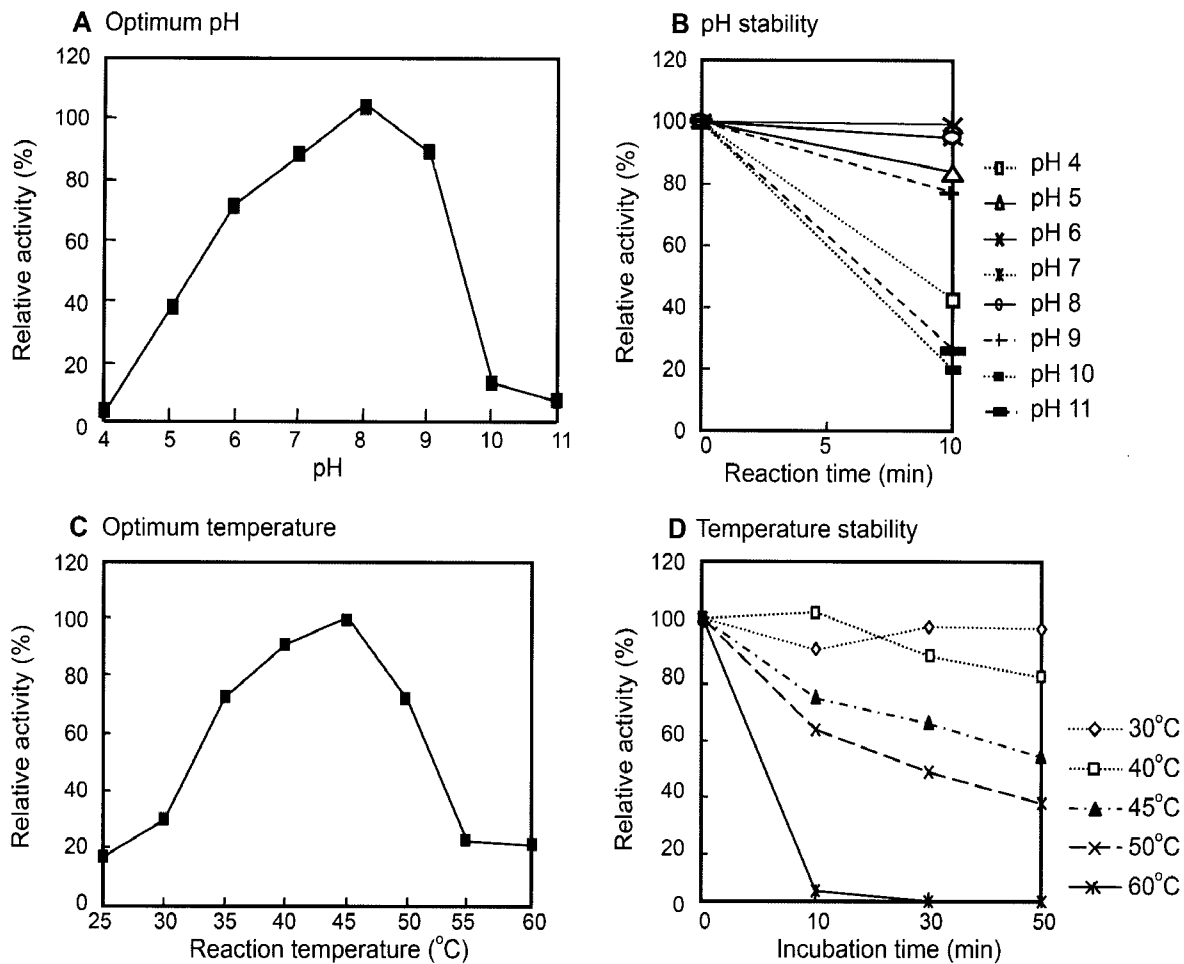 A Optimum pH
120
100
80
60
40
20
0
Relative activity (%)
4 5 6 7 8 9 10 11
pH
B pH stability
120
100
80
60
40
20
0
Relative activity (%)
0 5 10
Reaction time (min)
pH 4
pH 5
pH 6
pH 7
pH 8
pH 9
pH 10
pH 11
C Optimum temperature
120
100
80
60
40
20
0
Relative activity (%)
25 30 35 40 45 50 55 60
Reaction temperature (°C)
D Temperature stability
120
100
80
60
40
20
0
Relative activity (%)
0 10 30 50
Incubation time (min)
30°C
40°C
45°C
50°C
60°C